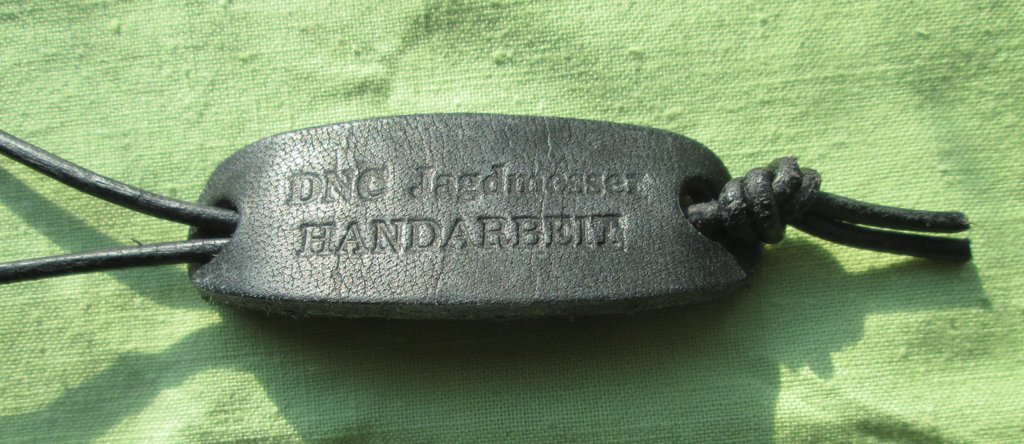 DNC Jagdmesser
HANDARBEIT